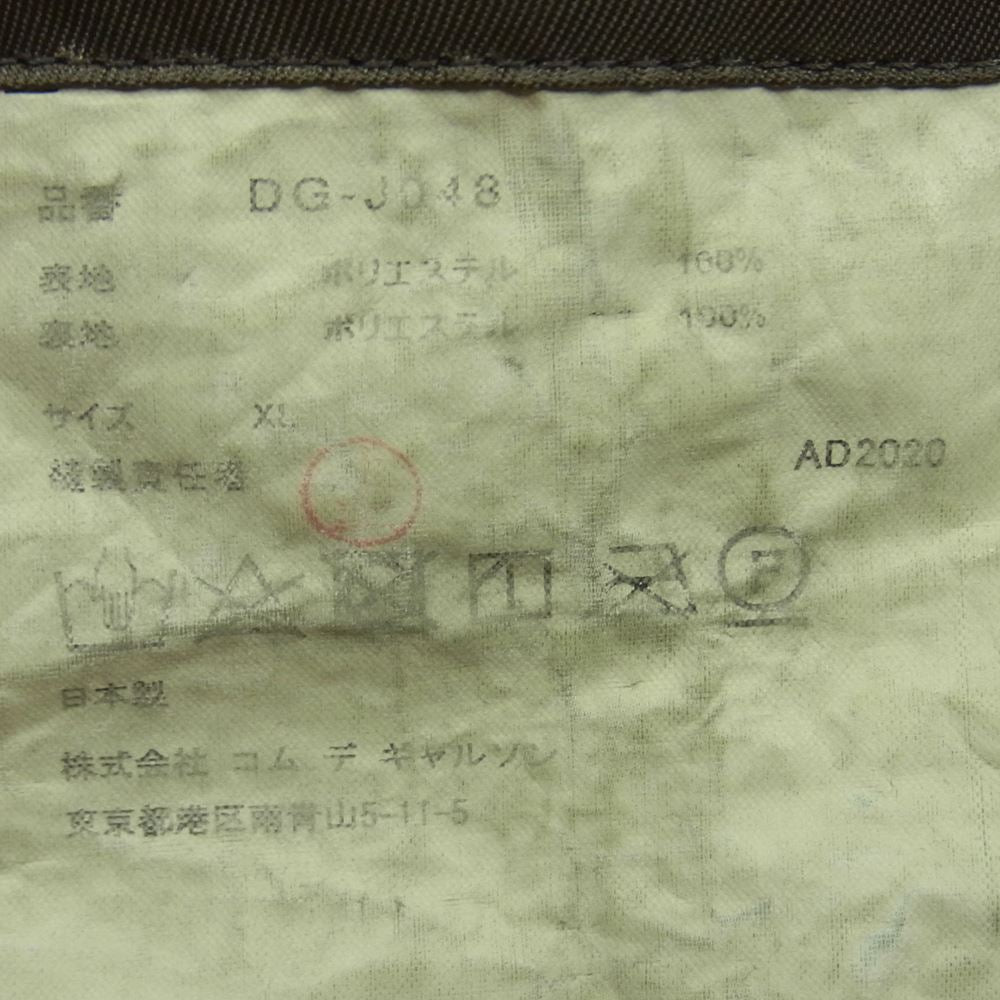 品番 DG-J048
表地 ポリエステル 100%
裏地 ポリエステル 100%
サイズ XL
縫製責任者
AD2020
F
日本製
株式会社 コム デ ギャルソン
東京都港区南青山5-11-5